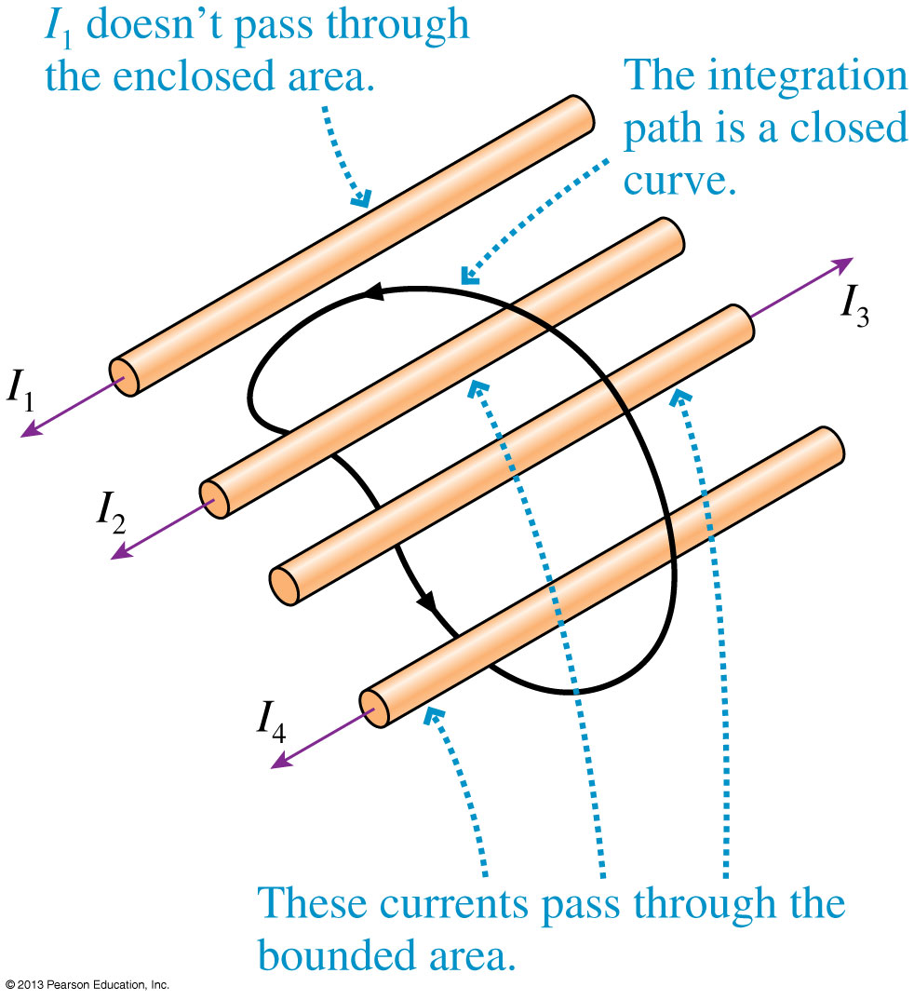 I₁ doesn’t pass through
the enclosed area.
The integration
path is a closed
curve.
I₃
I₁
I₂
I₄
These currents pass through the
bounded area.
© 2013 Pearson Education, Inc.